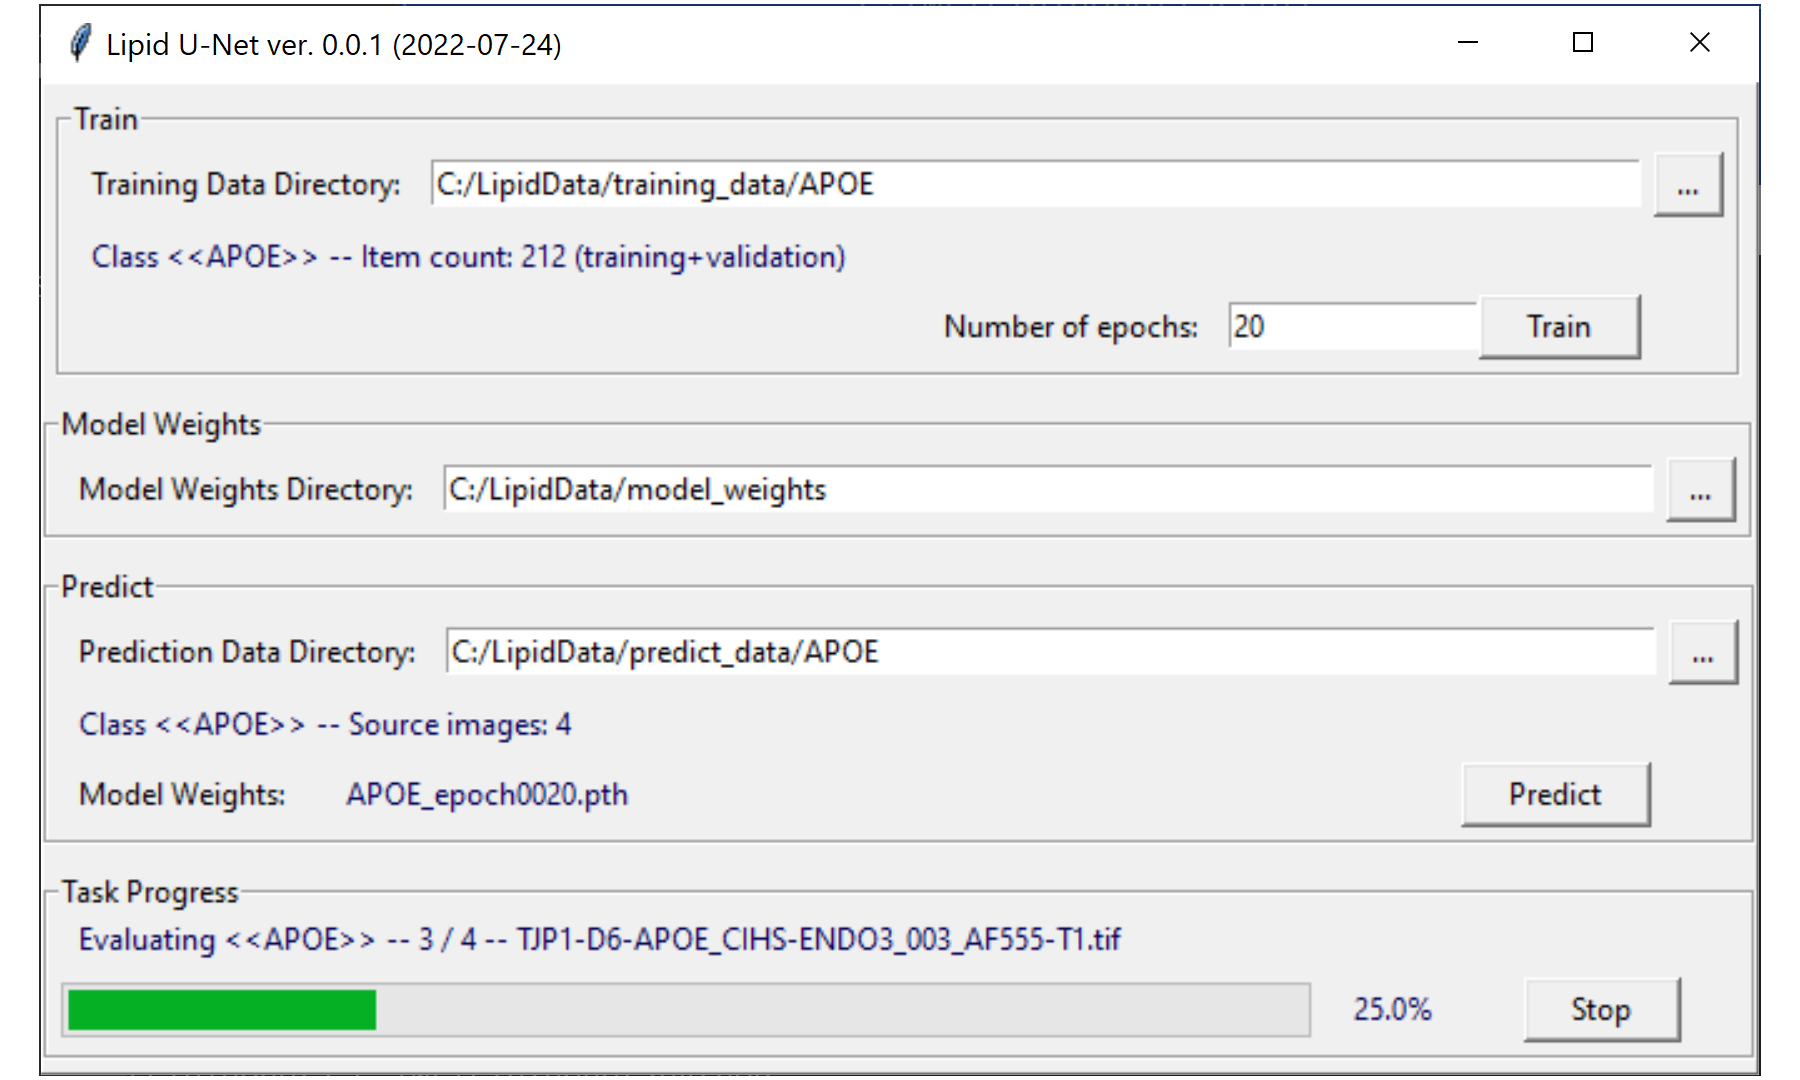 Lipid U-Net ver. 0.0.1 (2022-07-24)
Train
Training Data Directory: C:/LipidData/training_data/APOE ...
Class <<APOE>> -- Item count: 212 (training+validation)
Number of epochs: 20 Train
Model Weights
Model Weights Directory: C:/LipidData/model_weights ...
Predict
Prediction Data Directory: C:/LipidData/predict_data/APOE ...
Class <<APOE>> -- Source images: 4
Model Weights: APOE_epoch0020.pth Predict
Task Progress
Evaluating <<APOE>> -- 3 / 4 -- TJP1-D6-APOE_CIHS-ENDO3_003_AF555-T1.tif
25.0% Stop